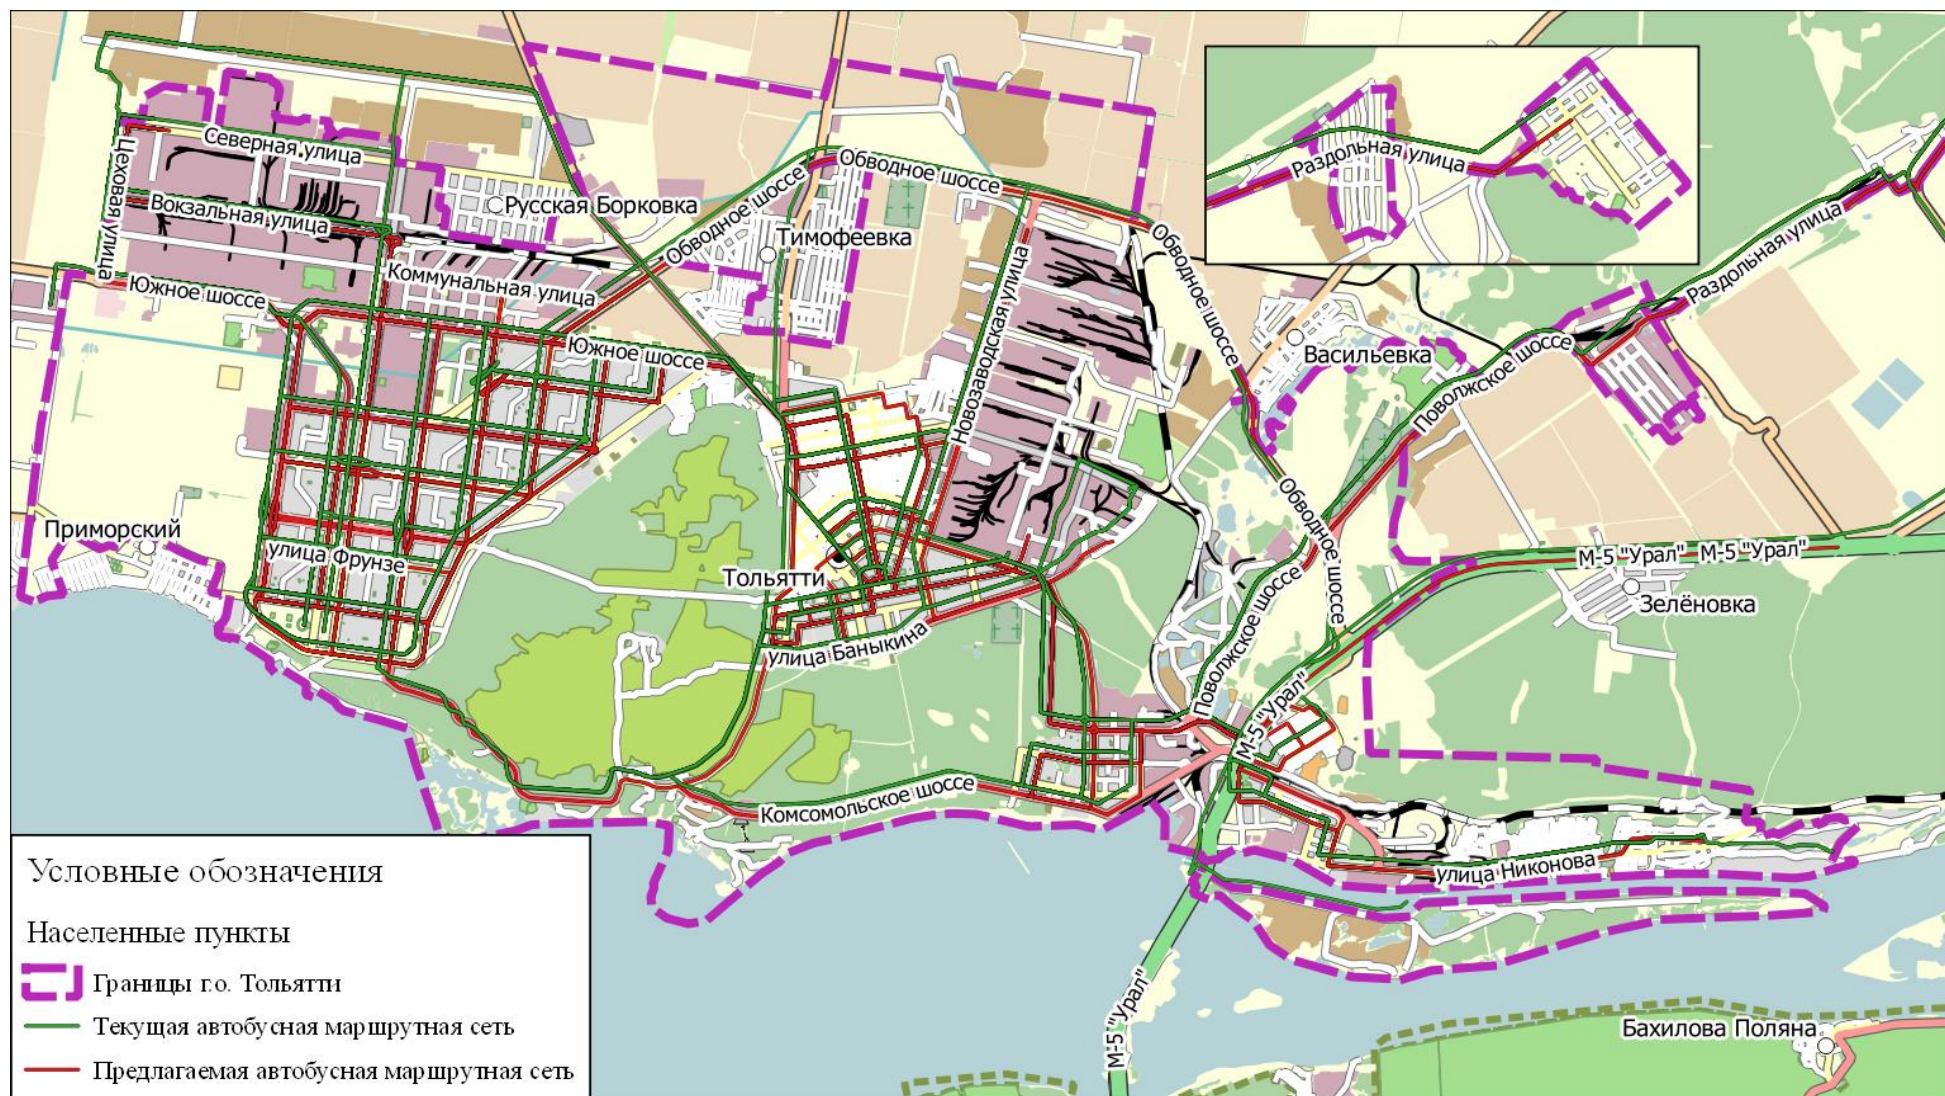 Северная улица
Цеховая улица
Вокзальная улица
Русская Борковка
Обводное шоссе
Обводное шоссе
Тимофеевка
Коммунальная улица
Южное шоссе
Южное шоссе
Новозаводская улица
Обводное шоссе
Раздольная улица
Раздольная улица
Васильевка
Поволжское шоссе
Обводное шоссе
Приморский
улица Фрунзе
Тольятти
улица Баныкина
Поволжское шоссе
М-5 "Урал"
М-5 "Урал"
Зелёновка
М-5 "Урал"
Комсомольское шоссе
улица Никонова
М-5 "Урал"
Бахилова Поляна
Условные обозначения
Населенные пункты
Границы г.о. Тольятти
Текущая автобусная маршрутная сеть
Предлагаемая автобусная маршрутная сеть